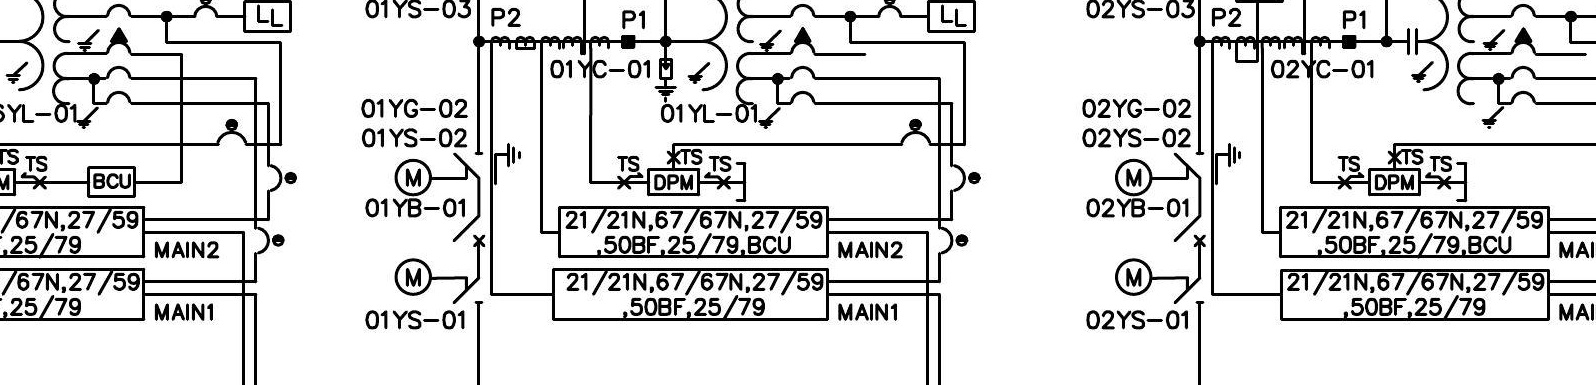 LL
6YL-01
TS
TS
M
BCU
/67N,27/59
,25/79
MAIN2
/67N,27/59
,25/79
MAIN1
01YS-03
P2
P1
LL
01YC-01
01YG-02
01YL-01
01YS-02
M
TS
TS
TS
DPM
01YB-01
21/21N,67/67N,27/59
,50BF,25/79,BCU
MAIN2
M
21/21N,67/67N,27/59
,50BF,25/79
MAIN1
01YS-01
02YS-03
P2
P1
02YC-01
02YG-02
02YS-02
M
TS
TS
TS
DPM
02YB-01
21/21N,67/67N,27/59
,50BF,25/79,BCU
MAI
M
21/21N,67/67N,27/59
,50BF,25/79
MAI
02YS-01